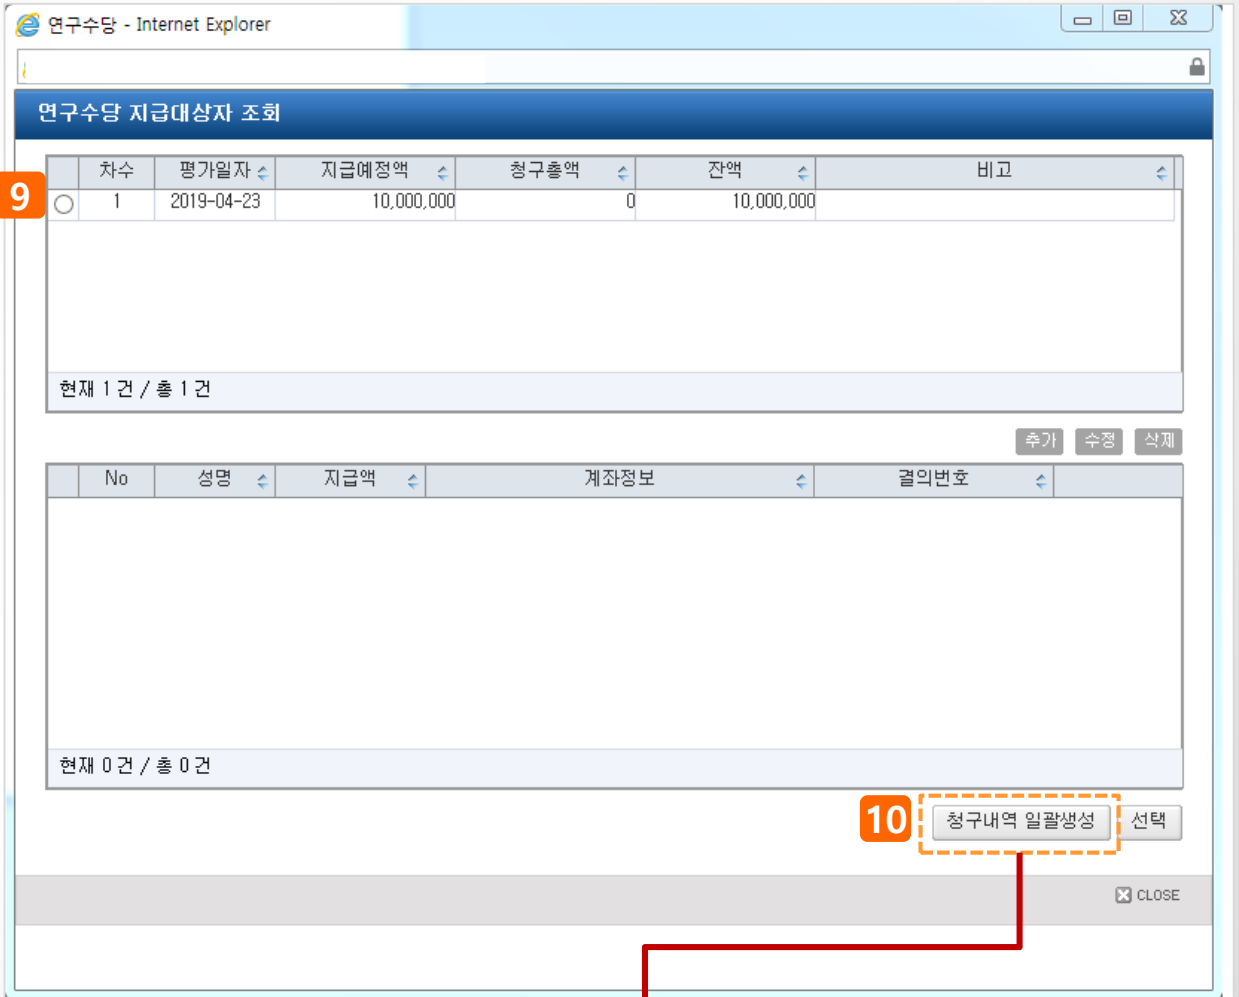 연구수당 - Internet Explorer
연구수당 지급대상자 조회
차수 평가일자 지급예정액 청구총액 잔액 비고
9
1 2019-04-23 10,000,000 0 10,000,000
현재 1 건 / 총 1 건
추가 수정 삭제
No 성명 지급액 계좌정보 결의번호
현재 0 건 / 총 0 건
10 청구내역 일괄생성 선택
CLOSE